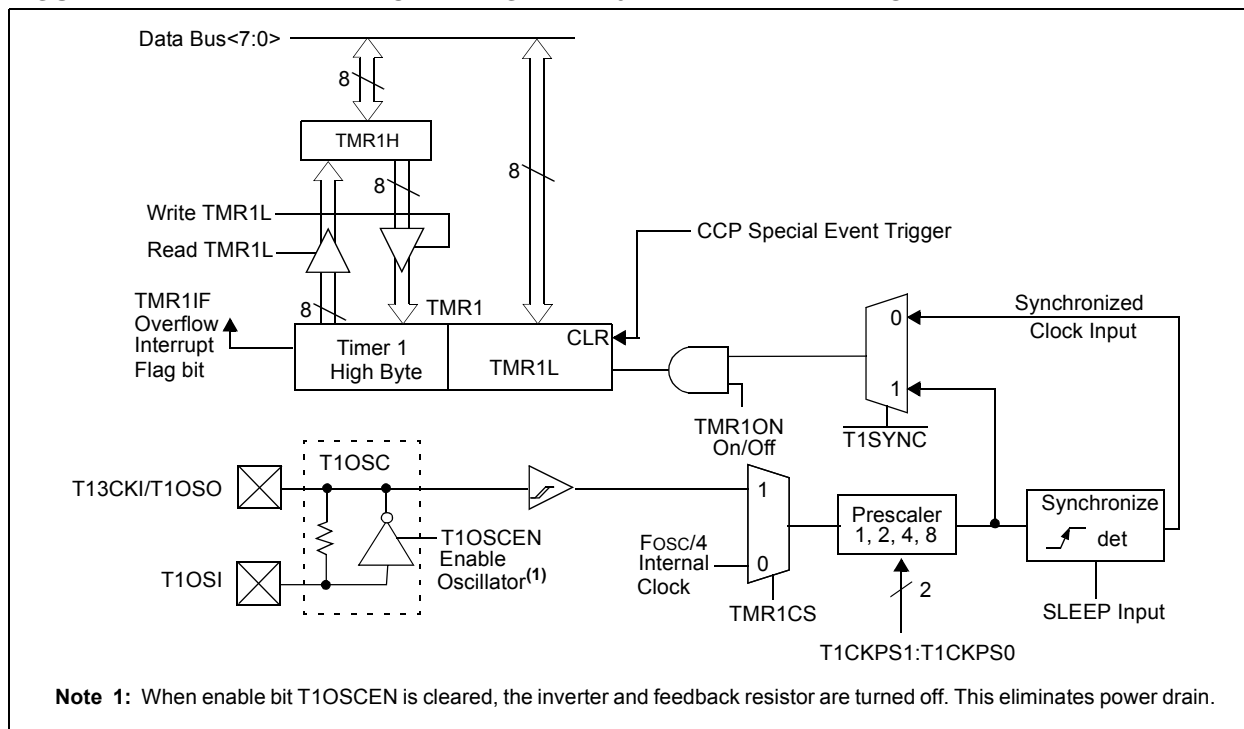 Data Bus<7:0>
8
TMR1H
8
8
Write TMR1L
CCP Special Event Trigger
Read TMR1L
8
TMR1IF
Overflow
Interrupt
Flag bit
TMR1
Timer 1
High Byte
TMR1L
CLR
0
1
Synchronized
Clock Input
TMR1ON
On/Off
T1SYNC
T1OSC
T13CKI/T1OSO
T1OSI
T1OSCEN
Enable
Oscillator(1)
FOSC/4
Internal
Clock
1
0
TMR1CS
Prescaler
1, 2, 4, 8
2
T1CKPS1:T1CKPS0
Synchronize
det
SLEEP Input
Note 1: When enable bit T1OSCEN is cleared, the inverter and feedback resistor are turned off. This eliminates power drain.